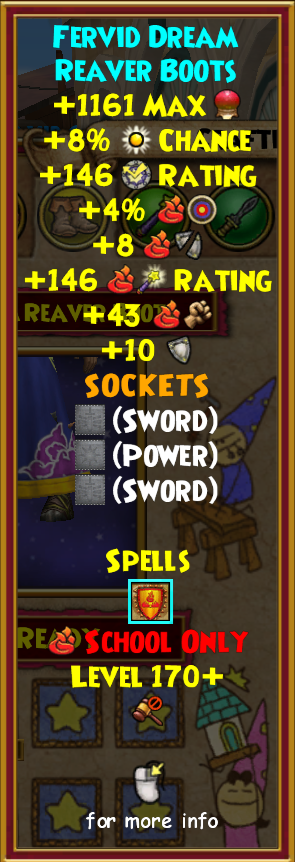 Fervid Dream
Reaver Boots
+1161 Max
+8% Chance
+146 Rating
+4%
+8
+146 Rating
+43
+10
Sockets
(Sword)
(Power)
(Sword)
Spells
School Only
Level 170+
for more info